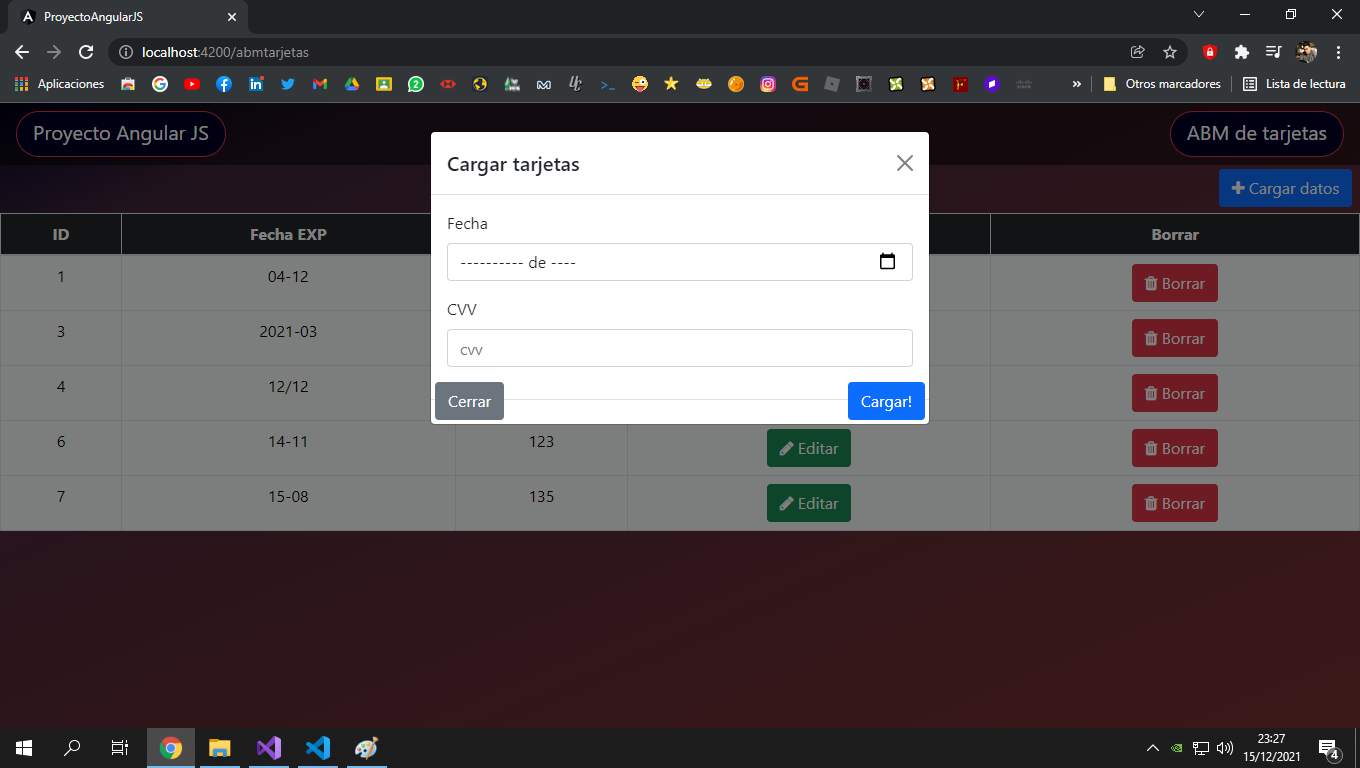 ProyectoAngularJS
localhost:4200/abmtarjetas
Aplicaciones
Otros marcadores
Lista de lectura
Proyecto Angular JS
ABM de tarjetas
Cargar datos
Cargar tarjetas
Fecha
---------- de ----
CVV
cvv
Cerrar
Cargar!
ID Fecha EXP Borrar
1 04-12 Borrar
3 2021-03 Borrar
4 12/12 Borrar
6 14-11 123 Editar Borrar
7 15-08 135 Editar Borrar
23:27
15/12/2021
4